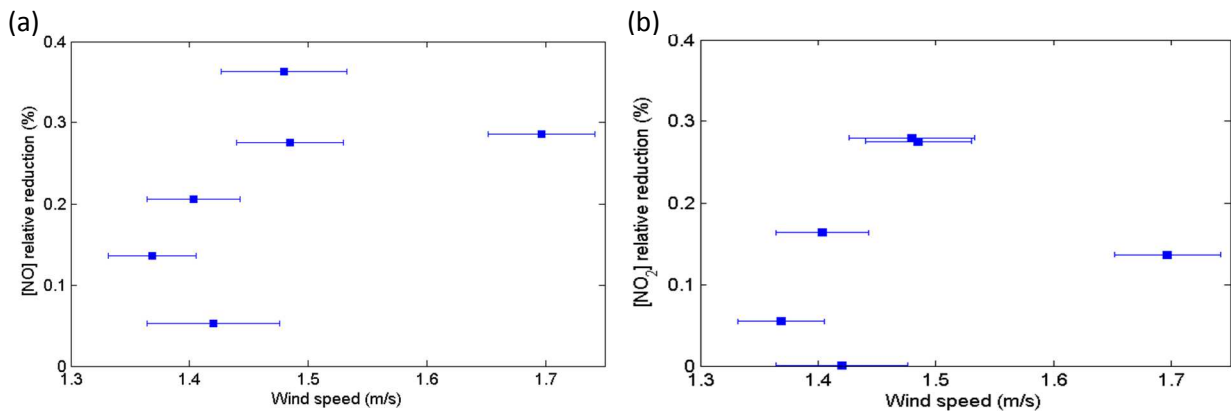 (a)
0.4
0.3
0.2
0.1
0
[NO] relative reduction (%)
1.3 1.4 1.5 1.6 1.7
Wind speed (m/s)
(b)
0.4
0.3
0.2
0.1
0
[NO₂] relative reduction (%)
1.3 1.4 1.5 1.6 1.7
Wind speed (m/s)